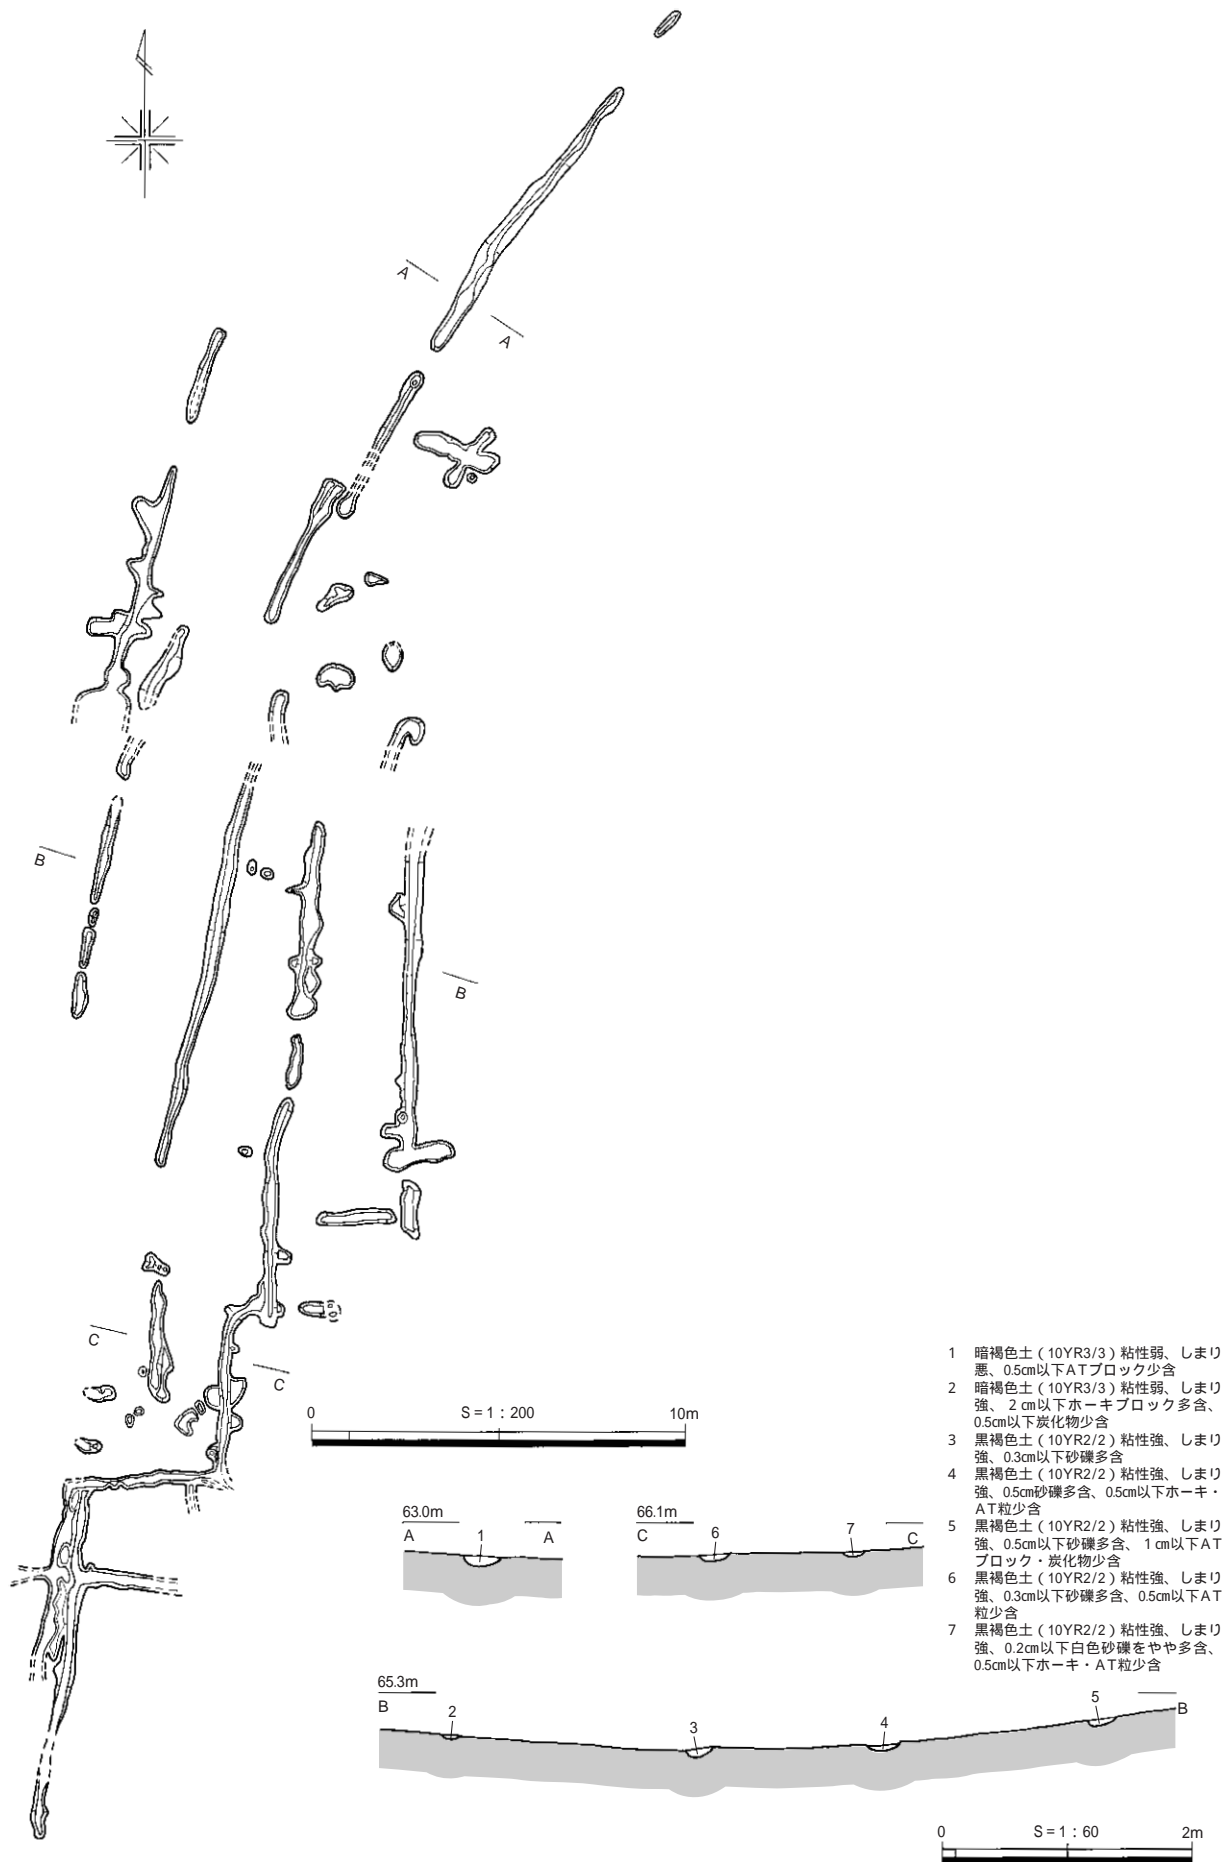 A
A
B
B
C
C
0 S=1:200 10m
1 暗褐色土（10YR3/3）粘性弱、しまり
悪、0.5㎝以下ATブロック少含
2 暗褐色土（10YR3/3）粘性弱、しまり
強、2㎝以下ホーキブロック多含、
0.5㎝以下炭化物少含
3 黒褐色土（10YR2/2）粘性強、しまり
強、0.3㎝以下砂礫多含
4 黒褐色土（10YR2/2）粘性強、しまり
強、0.5㎝砂礫多含、0.5㎝以下ホーキ・
AT粒少含
5 黒褐色土（10YR2/2）粘性強、しまり
強、0.5㎝以下砂礫多含、1㎝以下AT
ブロック・炭化物少含
6 黒褐色土（10YR2/2）粘性強、しまり
強、0.3㎝以下砂礫多含、0.5㎝以下AT
粒少含
7 黒褐色土（10YR2/2）粘性強、しまり
強、0.2㎝以下白色砂礫をやや多含、
0.5㎝以下ホーキ・AT粒少含
63.0m
A 1 A
66.1m
C 6 7 C
65.3m
B 2 3 4 5 B
0 S=1:60 2m